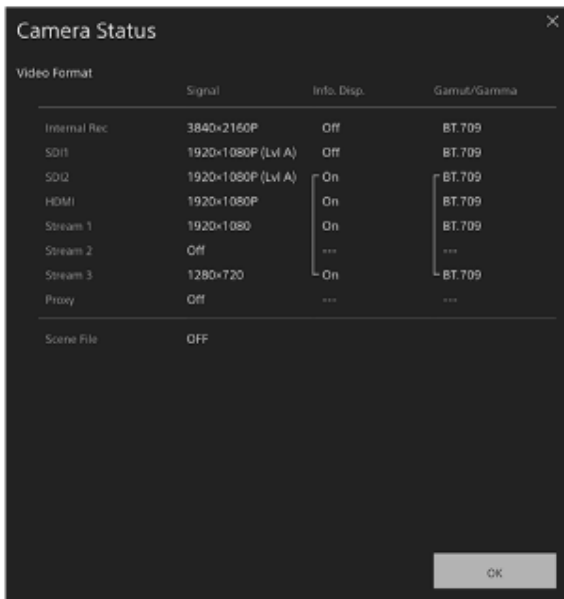 Camera Status
Video Format
Signal Info. Disp. Gamut/Gamma
Internal Rec 3840×2160P Off BT.709
SDI1 1920×1080P (Lvl A) Off BT.709
SDI2 1920×1080P (Lvl A) On BT.709
HDMI 1920×1080P On BT.709
Stream 1 1920×1080 On BT.709
Stream 2 Off --- ---
Stream 3 1280×720 On BT.709
Proxy Off --- ---
Scene File OFF
OK